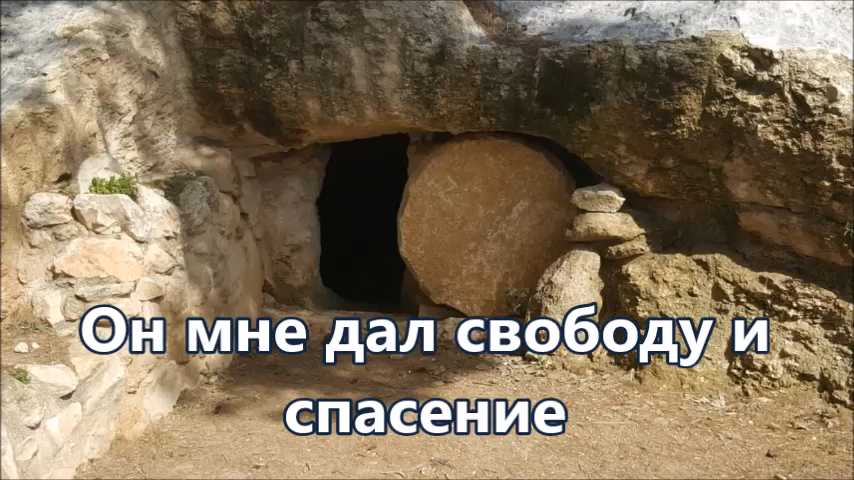 Он мне дал свободу и
спасение